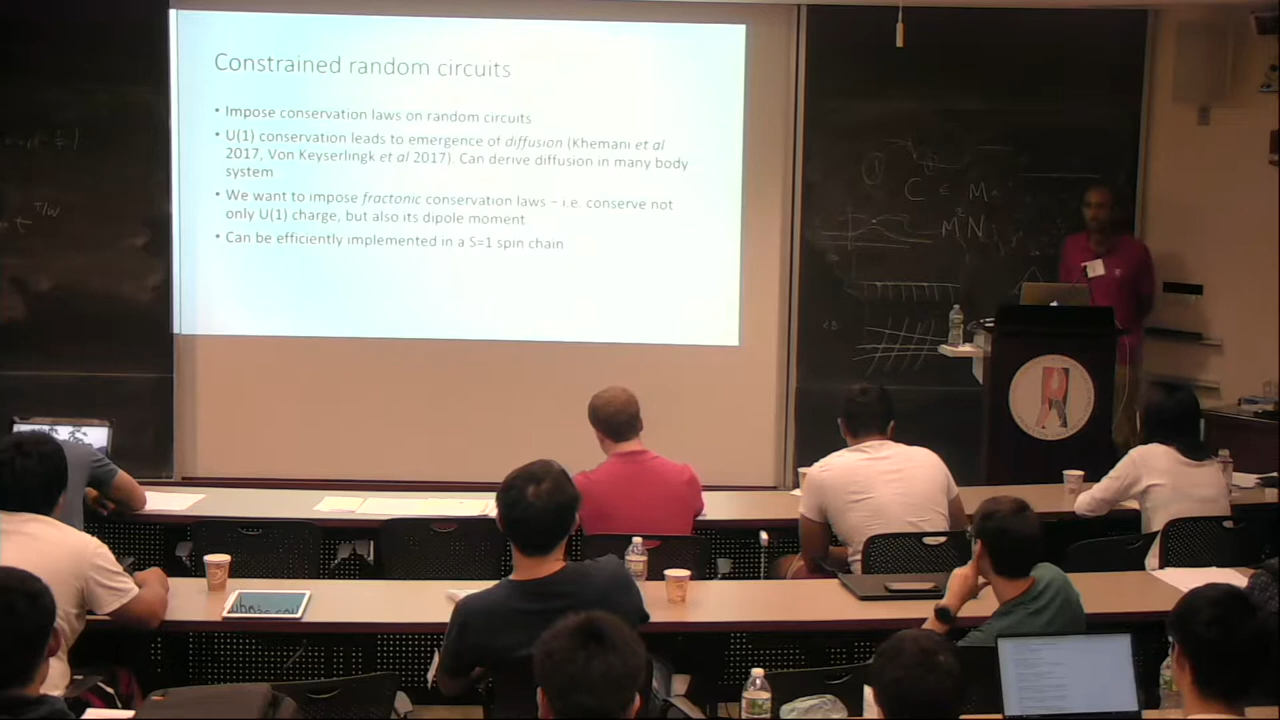 Constrained random circuits
• Impose conservation laws on random circuits
• U(1) conservation leads to emergence of diffusion (Khemani et al
2017, Von Keyserlingk et al 2017). Can derive diffusion in many body
system
• We want to impose fractonic conservation laws – i.e. conserve not
only U(1) charge, but also its dipole moment
• Can be efficiently implemented in a S=1 spin chain